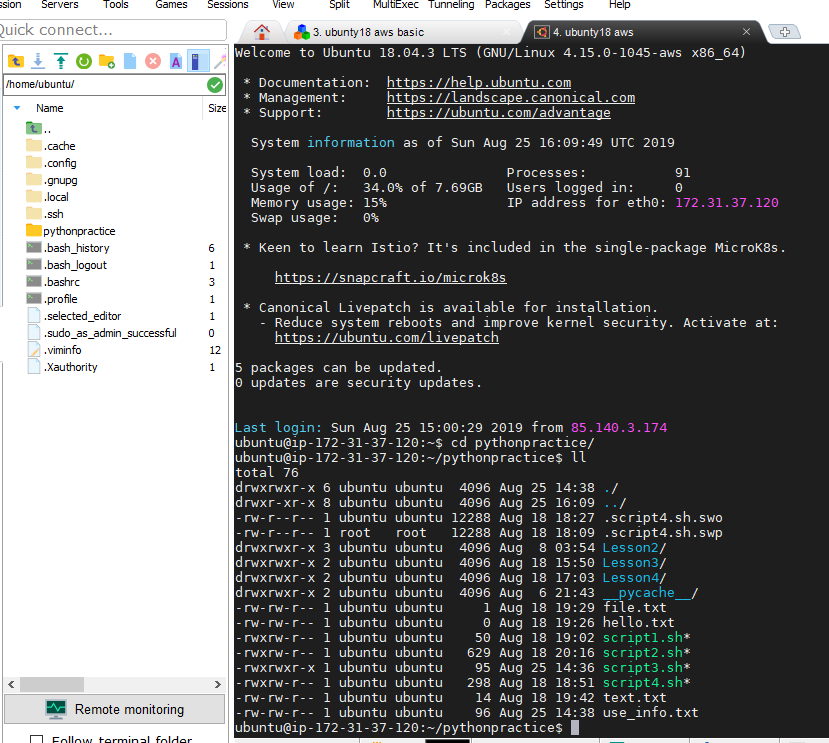 ssion Servers Tools Games Sessions View Split MultiExec Tunneling Packages Settings Help
Quick connect...
3. ubunty18 aws basic
4. ubunty18 aws
/home/ubuntu/
Name Size
..
.cache
.config
.gnupg
.local
.ssh
pythonpractice
.bash_history 6
.bash_logout 1
.bashrc 3
.profile 1
.selected_editor 1
.sudo_as_admin_successful 0
.viminfo 12
.Xauthority 1
Remote monitoring
Follow terminal folder
Welcome to Ubuntu 18.04.3 LTS (GNU/Linux 4.15.0-1045-aws x86_64)
* Documentation: https://help.ubuntu.com
* Management: https://landscape.canonical.com
* Support: https://ubuntu.com/advantage
System information as of Sun Aug 25 16:09:49 UTC 2019
System load: 0.0 Processes: 91
Usage of /: 34.0% of 7.69GB Users logged in: 0
Memory usage: 15% IP address for eth0: 172.31.37.120
Swap usage: 0%
* Keen to learn Istio? It's included in the single-package MicroK8s.
https://snapcraft.io/microk8s
* Canonical Livepatch is available for installation.
- Reduce system reboots and improve kernel security. Activate at:
https://ubuntu.com/livepatch
5 packages can be updated.
0 updates are security updates.
Last login: Sun Aug 25 15:00:29 2019 from 85.140.3.174
ubuntu@ip-172-31-37-120:~$ cd pythonpractice/
ubuntu@ip-172-31-37-120:~/pythonpractice$ ll
total 76
drwxrwxr-x 6 ubuntu ubuntu 4096 Aug 25 14:38 ./
drwxr-xr-x 8 ubuntu ubuntu 4096 Aug 25 16:09 ../
-rw-r--r-- 1 ubuntu ubuntu 12288 Aug 18 18:27 .script4.sh.swo
-rw-r--r-- 1 root root 12288 Aug 18 18:09 .script4.sh.swp
drwxrwxr-x 3 ubuntu ubuntu 4096 Aug 8 03:54 Lesson2/
drwxrwxr-x 2 ubuntu ubuntu 4096 Aug 18 15:50 Lesson3/
drwxrwxr-x 2 ubuntu ubuntu 4096 Aug 18 17:03 Lesson4/
drwxrwxr-x 2 ubuntu ubuntu 4096 Aug 6 21:43 __pycache__/
-rw-rw-r-- 1 ubuntu ubuntu 1 Aug 18 19:29 file.txt
-rw-rw-r-- 1 ubuntu ubuntu 0 Aug 18 19:26 hello.txt
-rwxrw-r-- 1 ubuntu ubuntu 50 Aug 18 19:02 script1.sh*
-rwxrw-r-- 1 ubuntu ubuntu 629 Aug 18 20:16 script2.sh*
-rwxrwxr-x 1 ubuntu ubuntu 95 Aug 25 14:36 script3.sh*
-rwxrw-r-- 1 ubuntu ubuntu 298 Aug 18 18:51 script4.sh*
-rw-rw-r-- 1 ubuntu ubuntu 14 Aug 18 19:42 text.txt
-rw-rw-r-- 1 ubuntu ubuntu 96 Aug 25 14:38 use_info.txt
ubuntu@ip-172-31-37-120:~/pythonpractice$